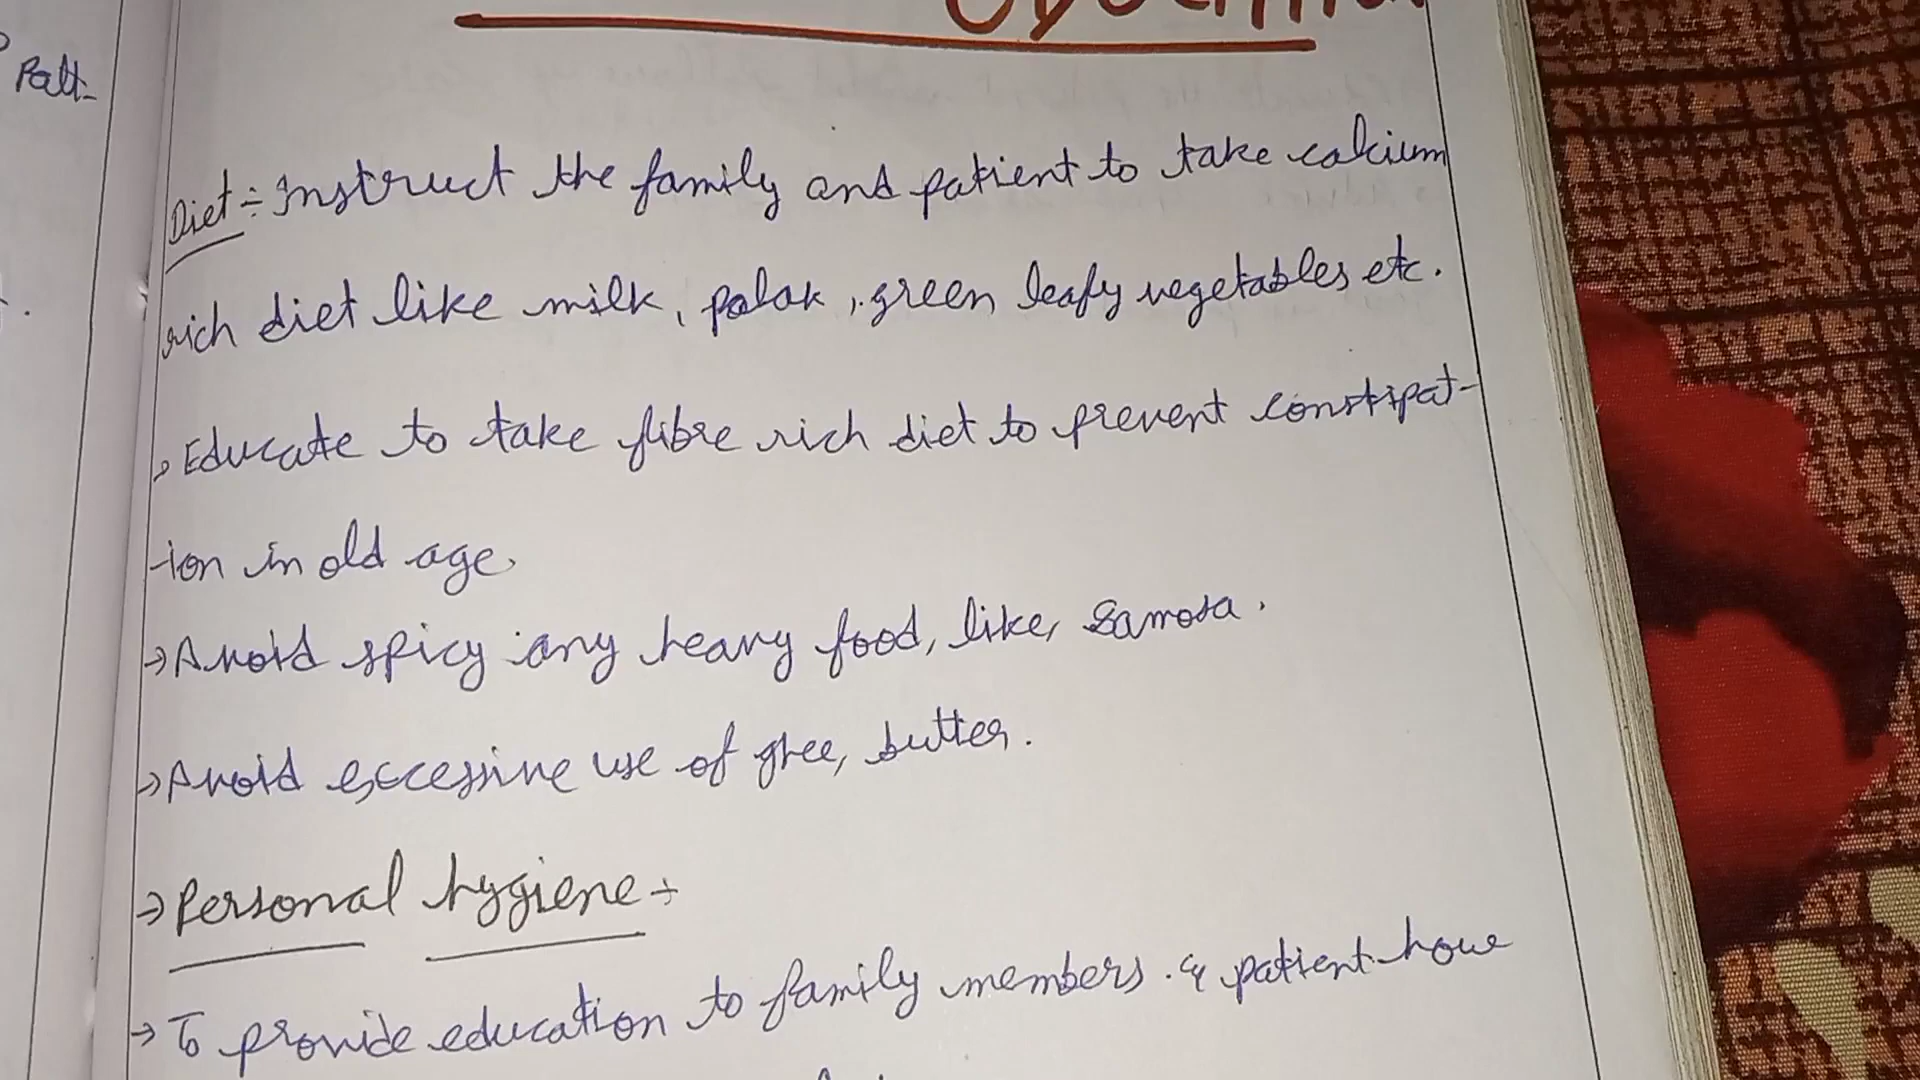 Patt-
Diet÷ Instruct the family and patient to take calcium
rich diet like milk, palak, green leafy vegetables etc.
→ Educate to take fibre rich diet to prevent constipat-
-ion in old age.
→ Avoid spicy any heavy food, like, Samosa.
→ Avoid excessive use of ghee, butter.
→ Personal hygiene ÷
→ To provide education to family members & patient how